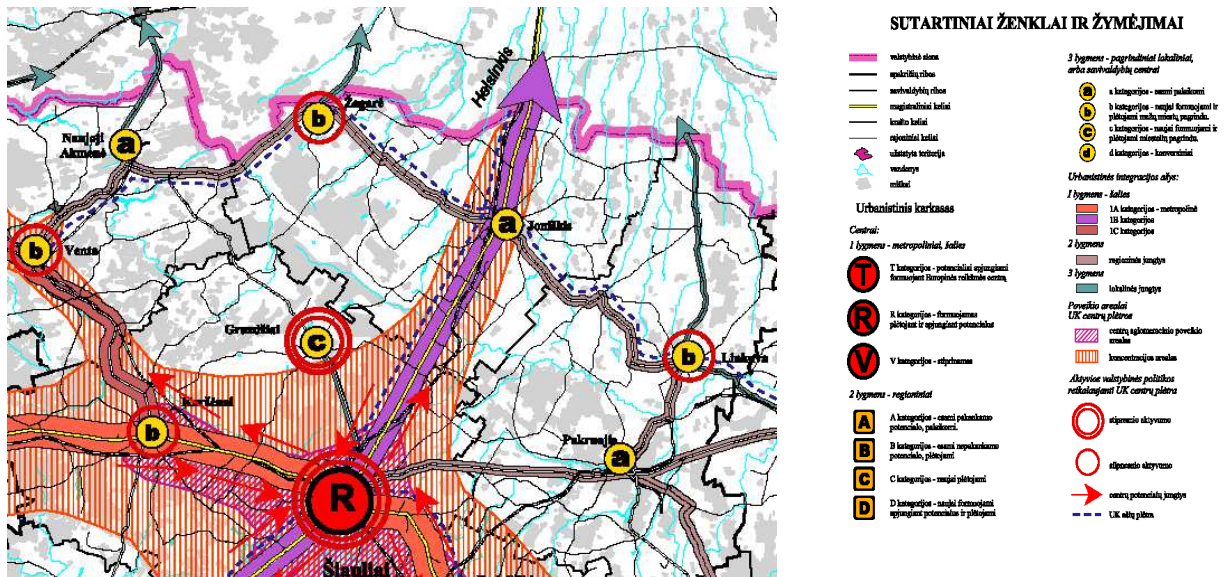 Helsinkis
b
Žagarė
Naujoji
Akmenė
a
b
Venta
a
Joniškis
Gruzdžiai
c
b
Linkuva
Kuršėnai
b
Pakruojis
a
R
Šiauliai
SUTARTINIAI ŽENKLAI IR ŽYMĖJIMAI
valstybinė siena
apskričių ribos
savivaldybių ribos
magistraliniai keliai
krašto keliai
rajoniniai keliai
užstatyta teritorija
vandenys
miškai
Urbanistinis karkasas
Centrai:
1 lygmens - metropoliniai, šalies
T
T kategorijos - potencialiai apjungiami
formuojant Europinės reikšmės centrą
R
R kategorijos - formuojamas
plėtojant ir apjungiant potencialus
V
V kategorijos - stiprinamas
2 lygmens - regioniniai
A
A kategorijos - esami pakankamo
potencialo, palaikomi.
B
B kategorijos - esami nepakankamo
potencialo, plėtojami
C
C kategorijos - naujai plėtojami
D
D kategorijos - naujai formuojami
apjungiant potencialus ir plėtojami
3 lygmens - pagrindiniai lokaliniai,
arba savivaldybių centrai
a
a kategorijos - esami palaikomi
b
b kategorijos - naujai formuojami ir
plėtojami mažų miestų pagrindu.
c
c kategorijos - naujai formuojami ir
plėtojami miestelių pagrindu.
d
d kategorijos - konversiniai
Urbanistinės integracijos ašys:
1 lygmens - šalies
1A kategorijos - metropolinė
1B kategorijos
1C kategorijos
2 lygmens
regioninės jungtys
3 lygmens
lokalinės jungtys
Poveikio arealai
UK centrų plėtros
centrų aglomeracinio poveikio
arealas
koncentracijos arealas
Aktyvios valstybinės politikos
reikalaujanti UK centrų plėtra
stipresnio aktyvumo
silpnesnio aktyvumo
centrų potencialų jungtys
UK ašių plėtra